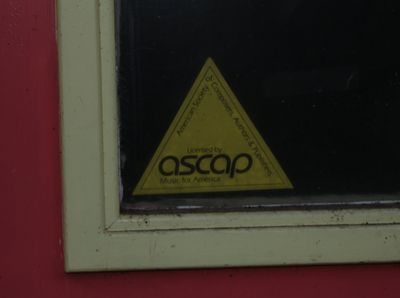 American Society of Composers, Authors & Publishers
Licensed by
ascap
Music for America